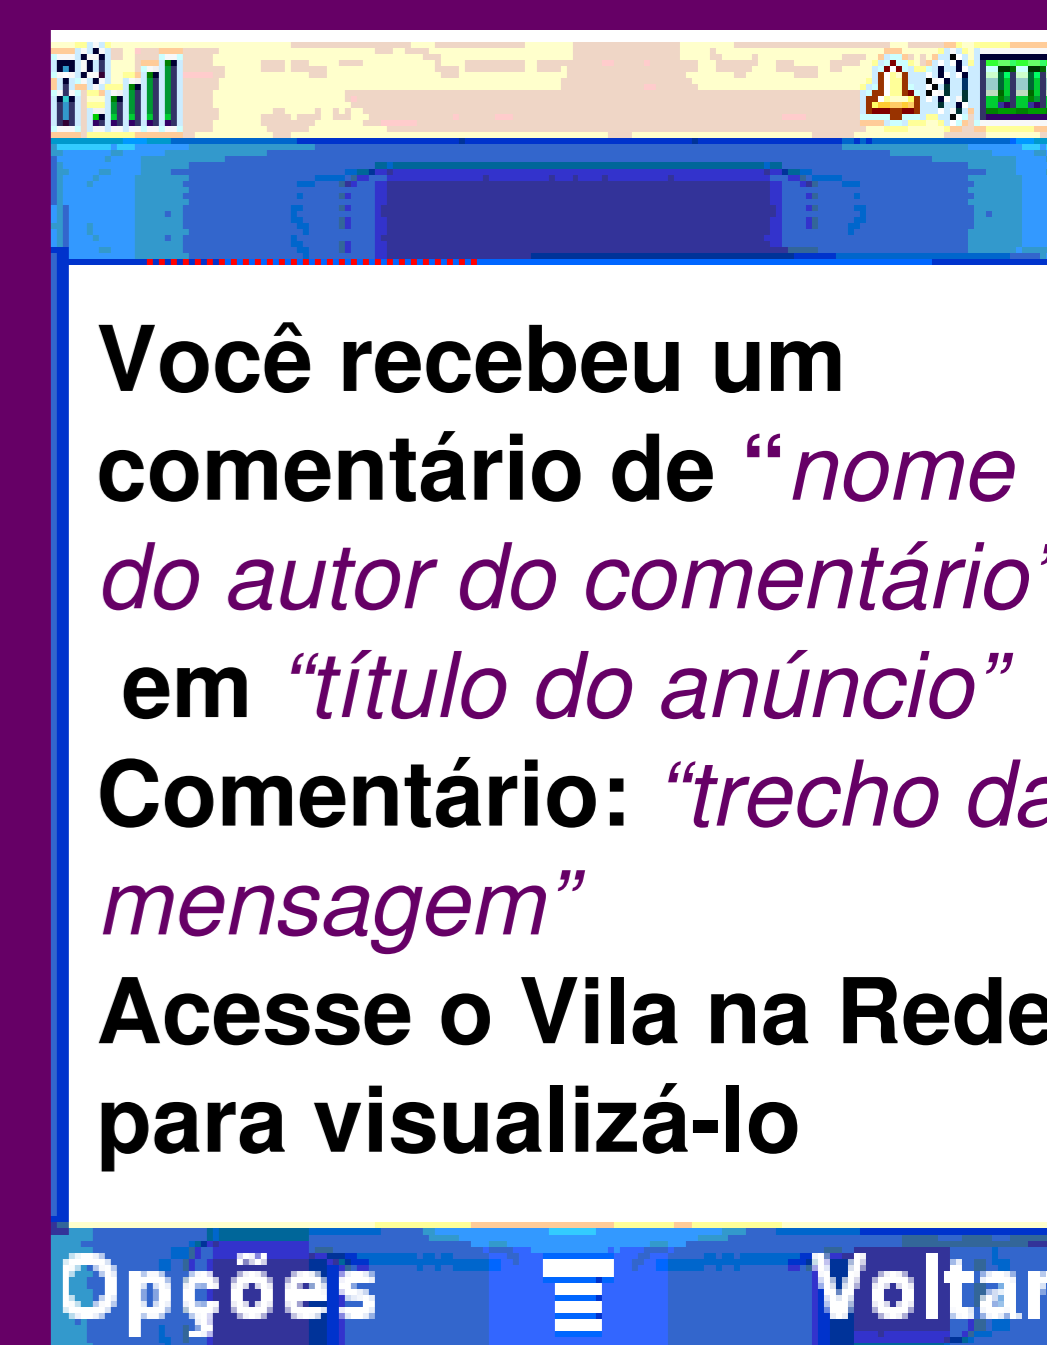 Você recebeu um
comentário de “nome
do autor do comentário”
em “título do anúncio”
Comentário: “trecho da
mensagem”
Acesse o Vila na Rede
para visualizá-lo
Opções Voltar